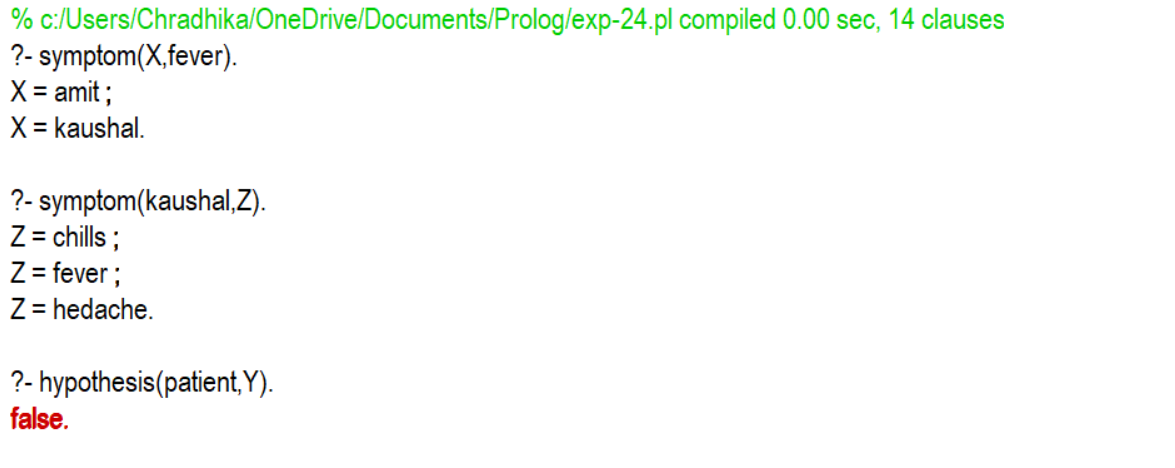 % c:/Users/Chradhika/OneDrive/Documents/Prolog/exp-24.pl compiled 0.00 sec, 14 clauses
?- symptom(X,fever).
X = amit ;
X = kaushal.
?- symptom(kaushal,Z).
Z = chills ;
Z = fever ;
Z = hedache.
?- hypothesis(patient,Y).
false.